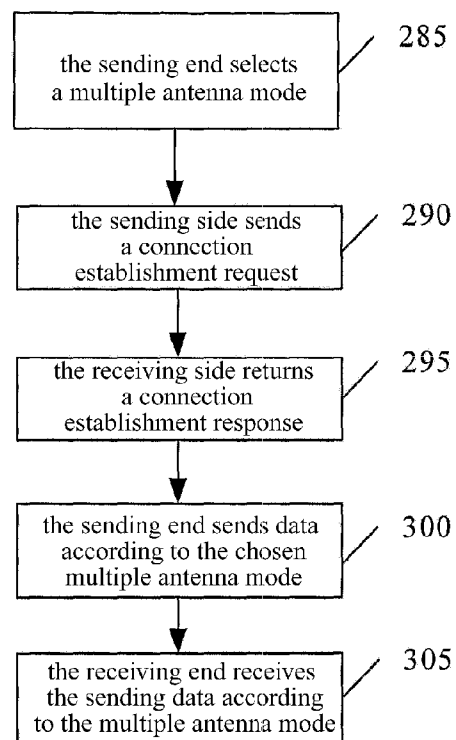 285
the sending end selects
a multiple antenna mode
290
the sending side sends
a connection
establishment request
295
the receiving side returns
a connection
establishment response
300
the sending end sends data
according to the chosen
multiple antenna mode
305
the receiving end receives
the sending data according
to the multiple antenna mode